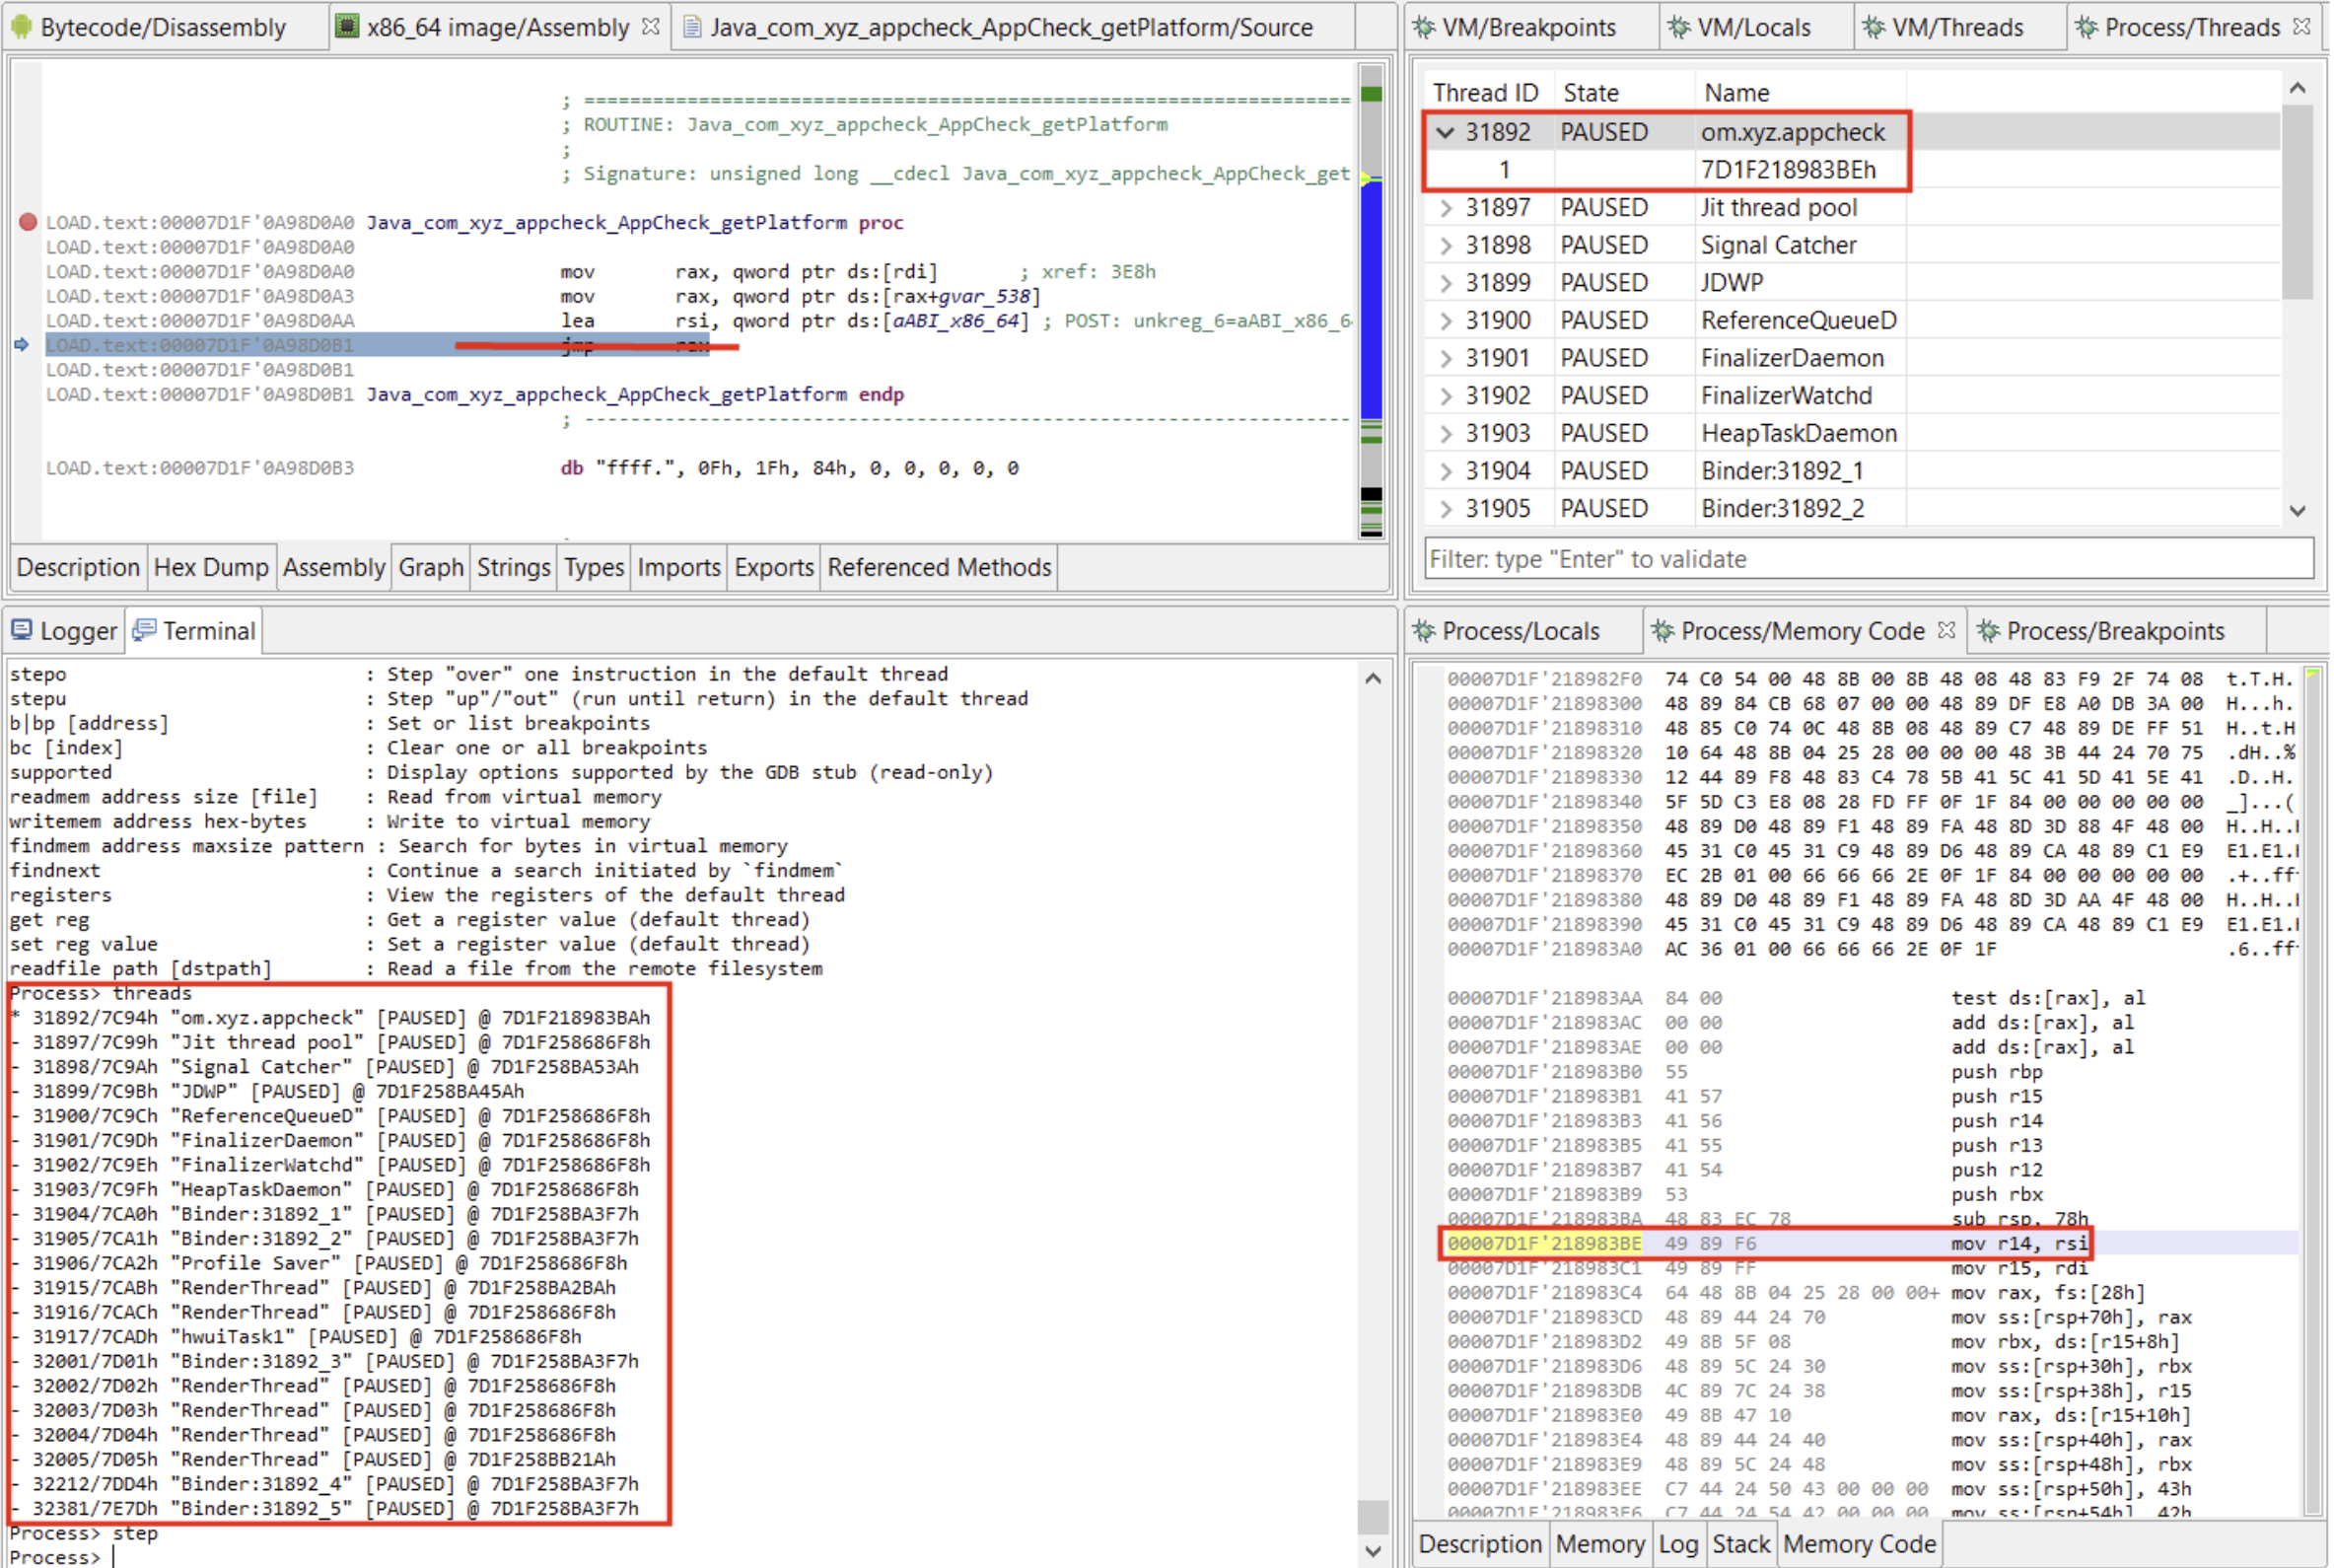 Bytecode/Disassembly
x86_64 image/Assembly
Java_com_xyz_appcheck_AppCheck_getPlatform/Source
; =================================================================
; ROUTINE: Java_com_xyz_appcheck_AppCheck_getPlatform
;
; Signature: unsigned long __cdecl Java_com_xyz_appcheck_AppCheck_get
LOAD.text:00007D1F'0A98D0A0 Java_com_xyz_appcheck_AppCheck_getPlatform proc
LOAD.text:00007D1F'0A98D0A0
LOAD.text:00007D1F'0A98D0A0 mov rax, qword ptr ds:[rdi] ; xref: 3E8h
LOAD.text:00007D1F'0A98D0A3 mov rax, qword ptr ds:[rax+gvar_538]
LOAD.text:00007D1F'0A98D0AA lea rsi, qword ptr ds:[aABI_x86_64] ; POST: unkreg_6=aABI_x86_6
LOAD.text:00007D1F'0A98D0B1 jmp rax
LOAD.text:00007D1F'0A98D0B1
LOAD.text:00007D1F'0A98D0B1 Java_com_xyz_appcheck_AppCheck_getPlatform endp
; -----------------------------------------------------------------
LOAD.text:00007D1F'0A98D0B3 db "ffff.", 0Fh, 1Fh, 84h, 0, 0, 0, 0, 0
Description Hex Dump Assembly Graph Strings Types Imports Exports Referenced Methods
VM/Breakpoints
VM/Locals
VM/Threads
Process/Threads
Thread ID State Name
31892 PAUSED om.xyz.appcheck
1 7D1F218983BEh
31897 PAUSED Jit thread pool
31898 PAUSED Signal Catcher
31899 PAUSED JDWP
31900 PAUSED ReferenceQueueD
31901 PAUSED FinalizerDaemon
31902 PAUSED FinalizerWatchd
31903 PAUSED HeapTaskDaemon
31904 PAUSED Binder:31892_1
31905 PAUSED Binder:31892_2
Filter: type "Enter" to validate
Logger
Terminal
stepo : Step "over" one instruction in the default thread
stepu : Step "up"/"out" (run until return) in the default thread
b|bp [address] : Set or list breakpoints
bc [index] : Clear one or all breakpoints
supported : Display options supported by the GDB stub (read-only)
readmem address size [file] : Read from virtual memory
writemem address hex-bytes : Write to virtual memory
findmem address maxsize pattern : Search for bytes in virtual memory
findnext : Continue a search initiated by `findmem`
registers : View the registers of the default thread
get reg : Get a register value (default thread)
set reg value : Set a register value (default thread)
readfile path [dstpath] : Read a file from the remote filesystem
Process> threads
* 31892/7C94h "om.xyz.appcheck" [PAUSED] @ 7D1F218983BAh
- 31897/7C99h "Jit thread pool" [PAUSED] @ 7D1F258686F8h
- 31898/7C9Ah "Signal Catcher" [PAUSED] @ 7D1F258BA53Ah
- 31899/7C9Bh "JDWP" [PAUSED] @ 7D1F258BA45Ah
- 31900/7C9Ch "ReferenceQueueD" [PAUSED] @ 7D1F258686F8h
- 31901/7C9Dh "FinalizerDaemon" [PAUSED] @ 7D1F258686F8h
- 31902/7C9Eh "FinalizerWatchd" [PAUSED] @ 7D1F258686F8h
- 31903/7C9Fh "HeapTaskDaemon" [PAUSED] @ 7D1F258686F8h
- 31904/7CA0h "Binder:31892_1" [PAUSED] @ 7D1F258BA3F7h
- 31905/7CA1h "Binder:31892_2" [PAUSED] @ 7D1F258BA3F7h
- 31906/7CA2h "Profile Saver" [PAUSED] @ 7D1F258686F8h
- 31915/7CABh "RenderThread" [PAUSED] @ 7D1F258BA2BAh
- 31916/7CACh "RenderThread" [PAUSED] @ 7D1F258686F8h
- 31917/7CADh "hwuiTask1" [PAUSED] @ 7D1F258686F8h
- 32001/7D01h "Binder:31892_3" [PAUSED] @ 7D1F258BA3F7h
- 32002/7D02h "RenderThread" [PAUSED] @ 7D1F258686F8h
- 32003/7D03h "RenderThread" [PAUSED] @ 7D1F258686F8h
- 32004/7D04h "RenderThread" [PAUSED] @ 7D1F258686F8h
- 32005/7D05h "RenderThread" [PAUSED] @ 7D1F258BB21Ah
- 32212/7DD4h "Binder:31892_4" [PAUSED] @ 7D1F258BA3F7h
- 32381/7E7Dh "Binder:31892_5" [PAUSED] @ 7D1F258BA3F7h
Process> step
Process>
Process/Locals
Process/Memory Code
Process/Breakpoints
00007D1F'218982F0 74 C0 54 00 48 8B 00 8B 48 08 48 83 F9 2F 74 08 t.T.H.
00007D1F'21898300 48 89 84 CB 68 07 00 00 48 89 DF E8 A0 DB 3A 00 H...h.
00007D1F'21898310 48 85 C0 74 0C 48 8B 08 48 89 C7 48 89 DE FF 51 H..t.H
00007D1F'21898320 10 64 48 8B 04 25 28 00 00 00 48 3B 44 24 70 75 .dH..%
00007D1F'21898330 12 44 89 F8 48 83 C4 78 5B 41 5C 41 5D 41 5E 41 .D..H.
00007D1F'21898340 5F 5D C3 E8 08 28 FD FF 0F 1F 84 00 00 00 00 00 _]...(
00007D1F'21898350 48 89 D0 48 89 F1 48 89 FA 48 8D 3D 88 4F 48 00 H..H..
00007D1F'21898360 45 31 C0 45 31 C9 48 89 D6 48 89 CA 48 89 C1 E9 E1.E1.
00007D1F'21898370 EC 2B 01 00 66 66 66 2E 0F 1F 84 00 00 00 00 00 .+..ff
00007D1F'21898380 48 89 D0 48 89 F1 48 89 FA 48 8D 3D AA 4F 48 00 H..H..
00007D1F'21898390 45 31 C0 45 31 C9 48 89 D6 48 89 CA 48 89 C1 E9 E1.E1.
00007D1F'218983A0 AC 36 01 00 66 66 66 2E 0F 1F .6..ff
00007D1F'218983AA 84 00 test ds:[rax], al
00007D1F'218983AC 00 00 add ds:[rax], al
00007D1F'218983AE 00 00 add ds:[rax], al
00007D1F'218983B0 55 push rbp
00007D1F'218983B1 41 57 push r15
00007D1F'218983B3 41 56 push r14
00007D1F'218983B5 41 55 push r13
00007D1F'218983B7 41 54 push r12
00007D1F'218983B9 53 push rbx
00007D1F'218983BA 48 83 EC 78 sub rsp, 78h
00007D1F'218983BE 49 89 F6 mov r14, rsi
00007D1F'218983C1 49 89 FF mov r15, rdi
00007D1F'218983C4 64 48 8B 04 25 28 00 00+ mov rax, fs:[28h]
00007D1F'218983CD 48 89 44 24 70 mov ss:[rsp+70h], rax
00007D1F'218983D2 49 8B 5F 08 mov rbx, ds:[r15+8h]
00007D1F'218983D6 48 89 5C 24 30 mov ss:[rsp+30h], rbx
00007D1F'218983DB 4C 89 7C 24 38 mov ss:[rsp+38h], r15
00007D1F'218983E0 49 8B 47 10 mov rax, ds:[r15+10h]
00007D1F'218983E4 48 89 44 24 40 mov ss:[rsp+40h], rax
00007D1F'218983E9 48 89 5C 24 48 mov ss:[rsp+48h], rbx
00007D1F'218983EE C7 44 24 50 43 00 00 00 mov ss:[rsp+50h], 43h
00007D1F'218983F6 C7 44 24 54 42 00 00 00 mov ss:[rsp+54h], 42h
Description Memory Log Stack Memory Code